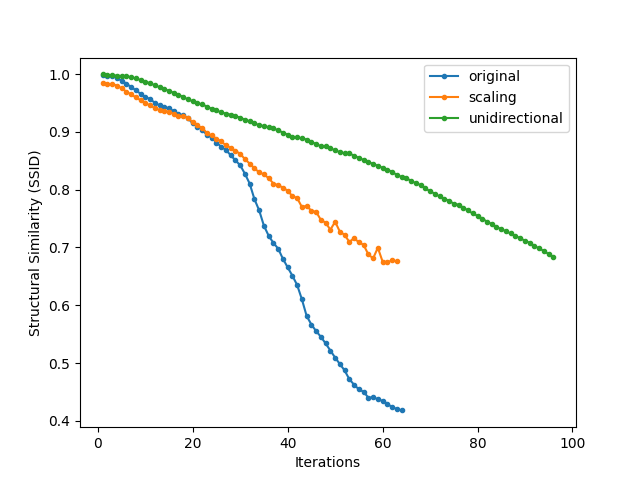 original
scaling
unidirectional
Structural Similarity (SSID)
1.0
0.9
0.8
0.7
0.6
0.5
0.4
0 20 40 60 80 100
Iterations